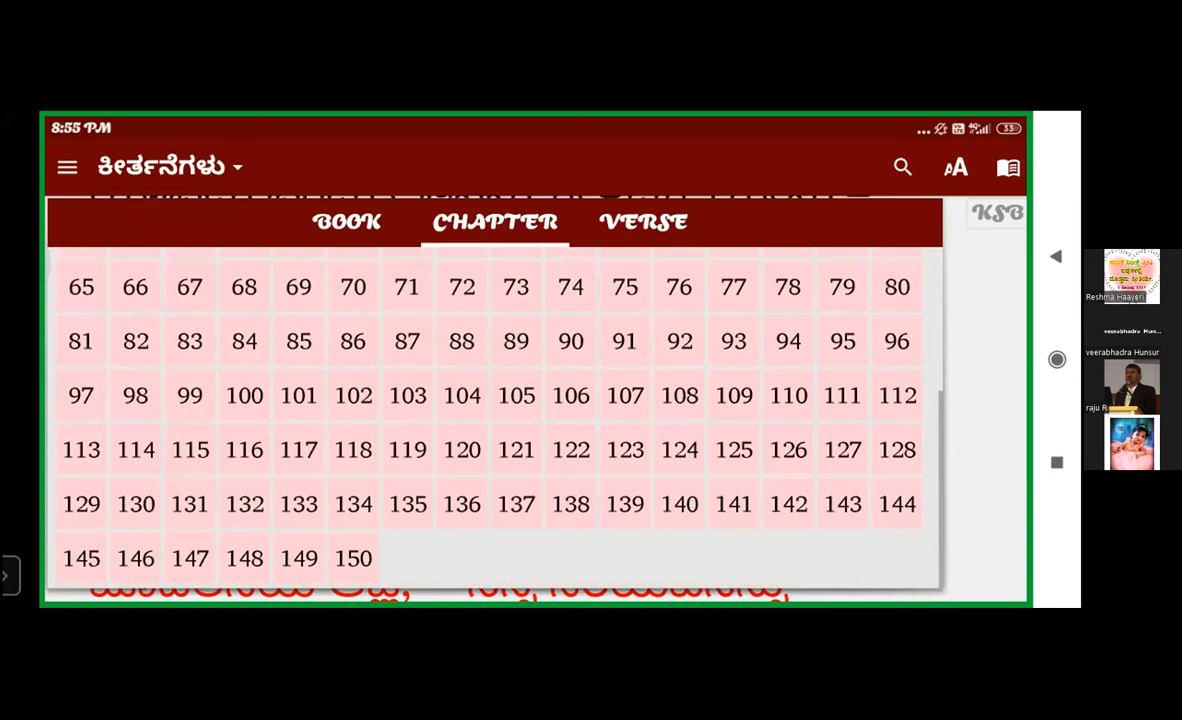 8:55 PM
33
ಕೀರ್ತನೆಗಳು
AA
KSB
BOOK CHAPTER VERSE
65 66 67 68 69 70 71 72 73 74 75 76 77 78 79 80
81 82 83 84 85 86 87 88 89 90 91 92 93 94 95 96
97 98 99 100 101 102 103 104 105 106 107 108 109 110 111 112
113 114 115 116 117 118 119 120 121 122 123 124 125 126 127 128
129 130 131 132 133 134 135 136 137 138 139 140 141 142 143 144
145 146 147 148 149 150
Reshma Haaveri
veerabhadra Hun...
veerabhadra Hunsur
raju R